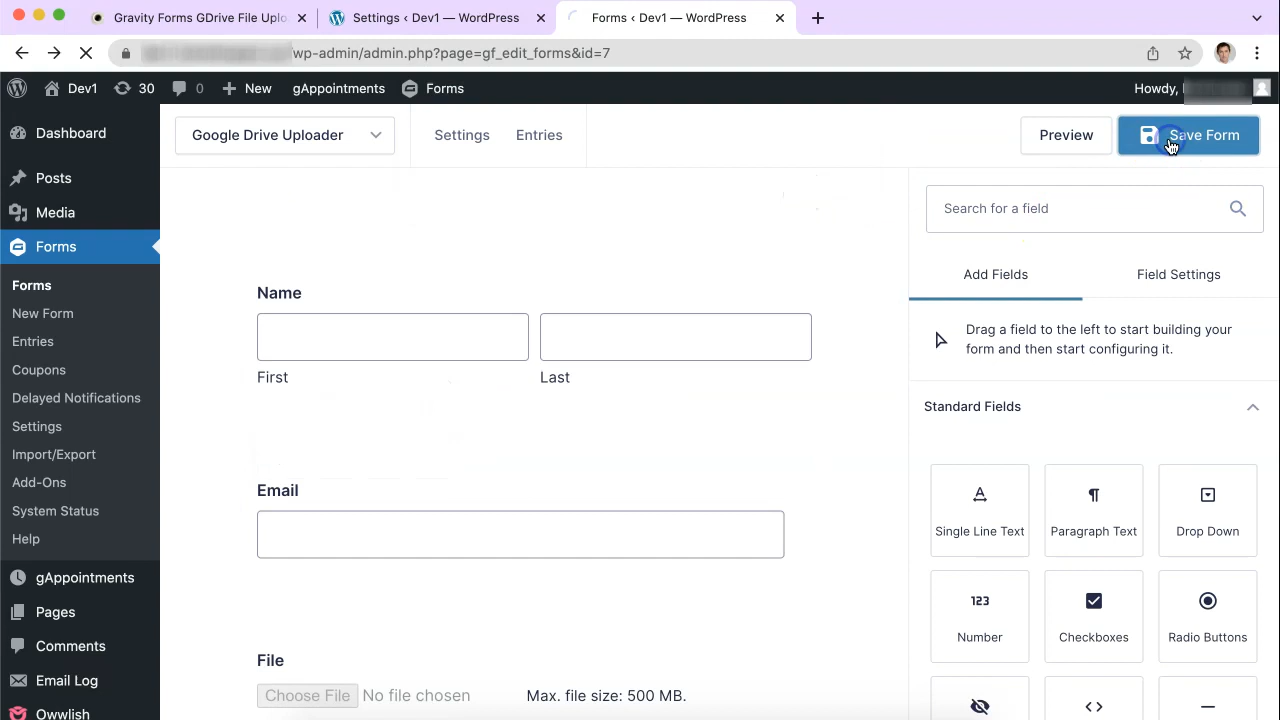 Gravity Forms GDrive File Uplo
Settings ‹ Dev1 — WordPress
Forms ‹ Dev1 — WordPress
wp-admin/admin.php?page=gf_edit_forms&id=7
Dev1
30
0
New
gAppointments
Forms
Howdy,
Dashboard
Posts
Media
Forms
Forms
New Form
Entries
Coupons
Delayed Notifications
Settings
Import/Export
Add-Ons
System Status
Help
gAppointments
Pages
Comments
Email Log
Owwlish
Google Drive Uploader
Settings
Entries
Preview
Save Form
Name
First
Last
Email
File
Choose File No file chosen
Max. file size: 500 MB.
Search for a field
Add Fields
Field Settings
Drag a field to the left to start building your
form and then start configuring it.
Standard Fields
Single Line Text
Paragraph Text
Drop Down
123
Number
Checkboxes
Radio Buttons